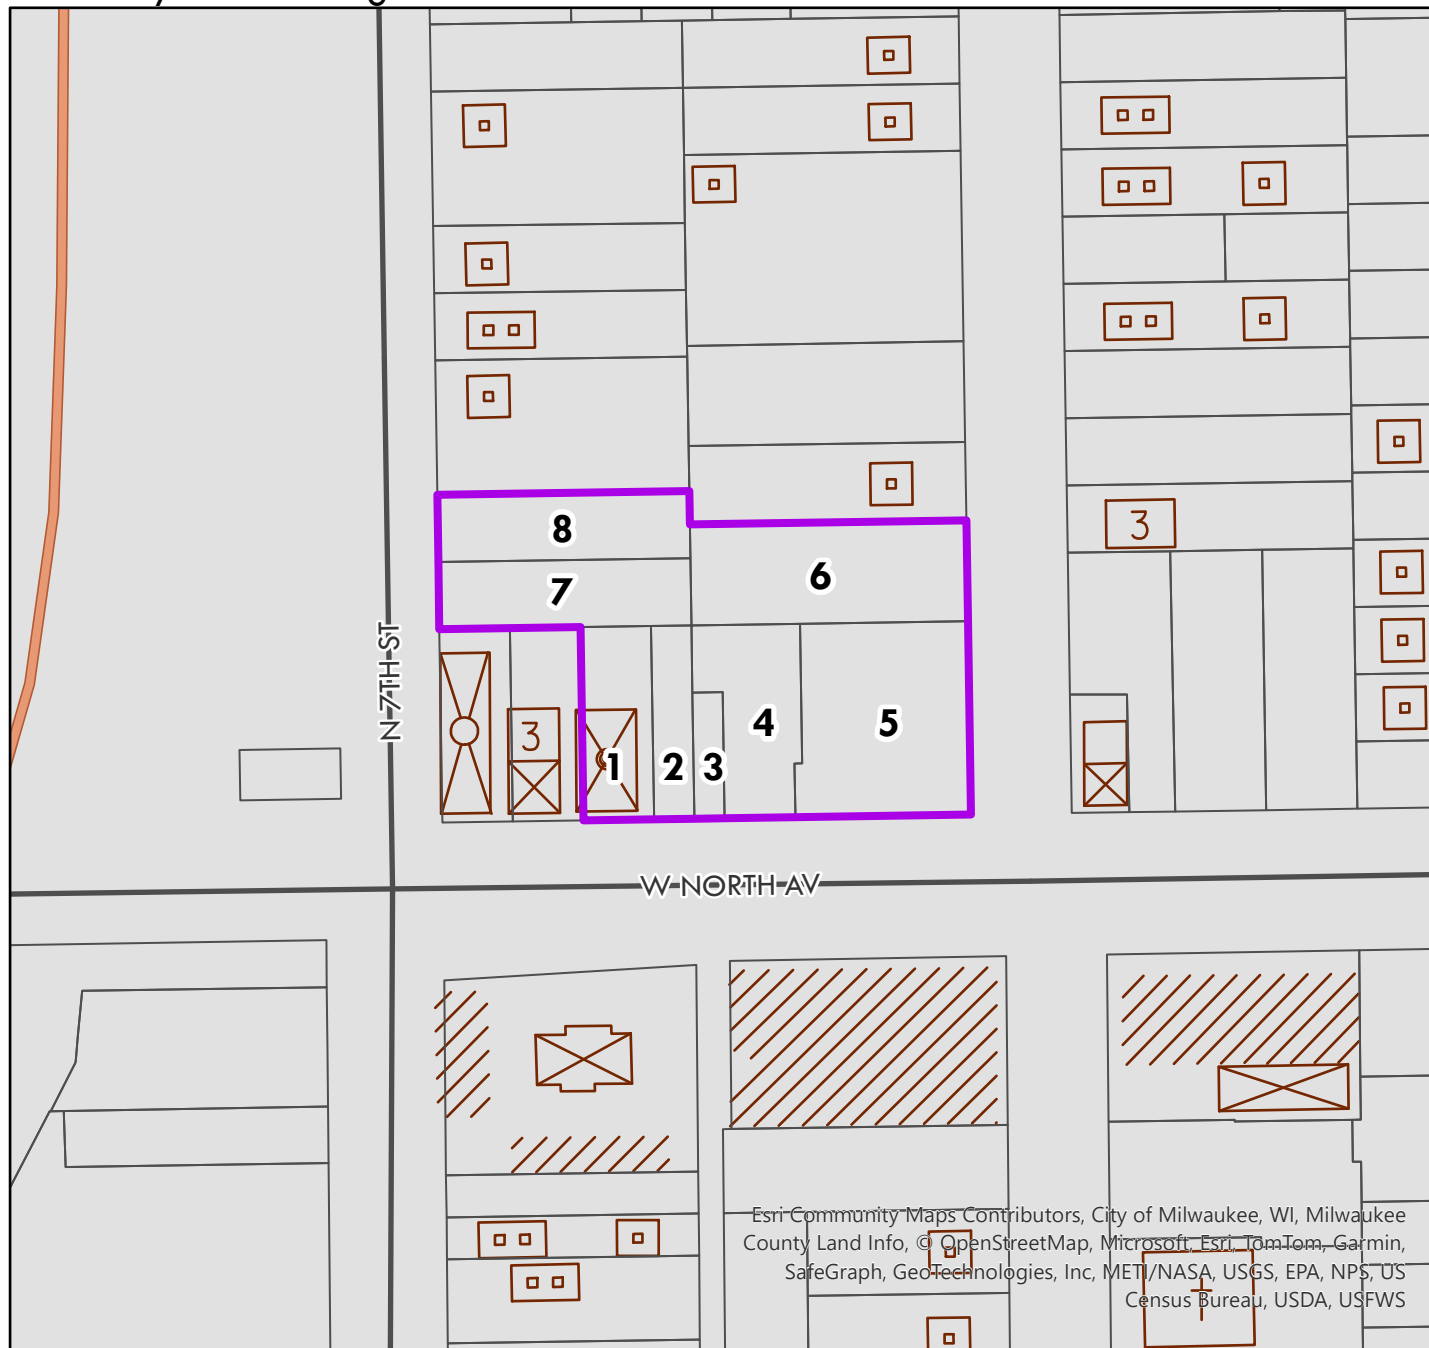 3
8
7
6
N 7TH ST
3
1
2
3
4
5
W NORTH AV
Esri Community Maps Contributors, City of Milwaukee, WI, Milwaukee
County Land Info, © OpenStreetMap, Microsoft, Esri, TomTom, Garmin,
SafeGraph, GeoTechnologies, Inc, METI/NASA, USGS, EPA, NPS, US
Census Bureau, USDA, USFWS